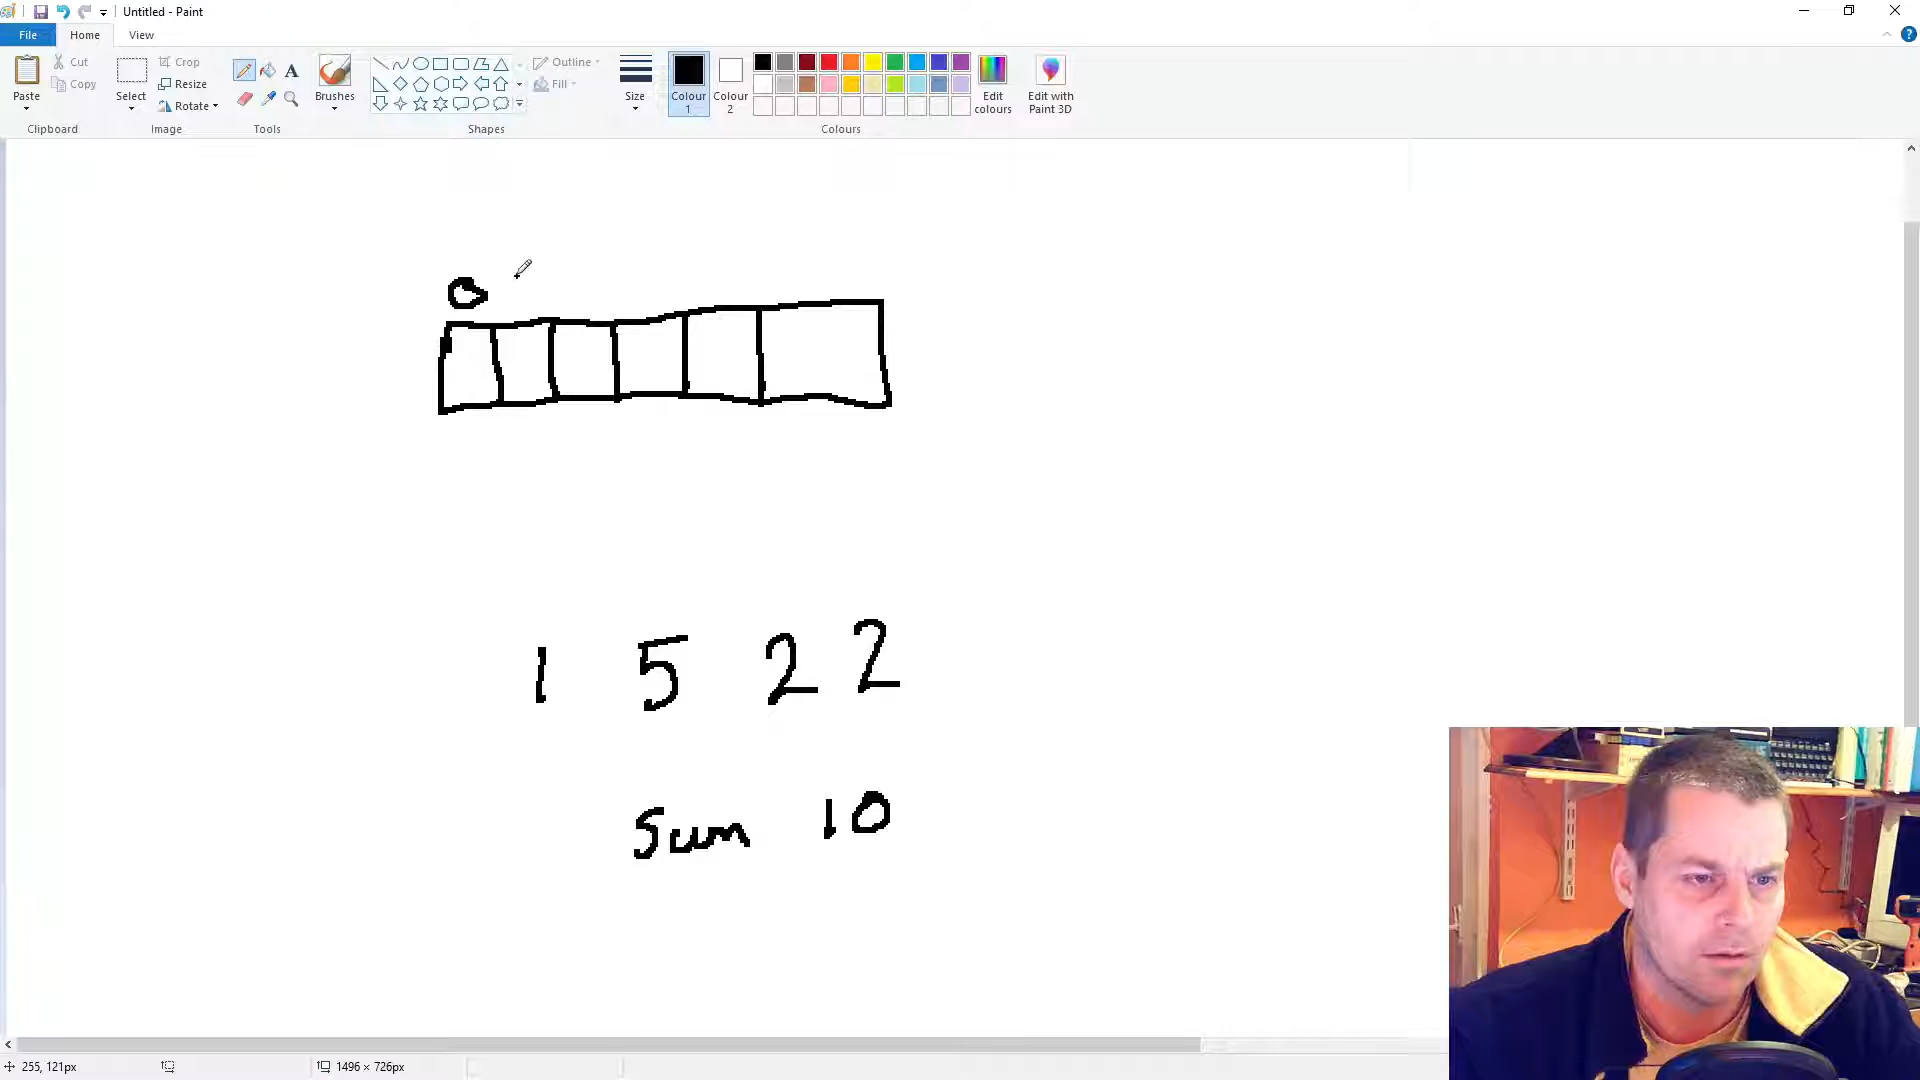 Untitled - Paint
File Home View
Paste
Cut
Copy
Clipboard
Select
Crop
Resize
Rotate
Image
Tools
Brushes
Shapes
Outline
Fill
Size
Colour 1
Colour 2
Edit colours
Colours
Edit with Paint 3D
0
1 5 2 2
Sum 10
255, 121px
1496 × 726px